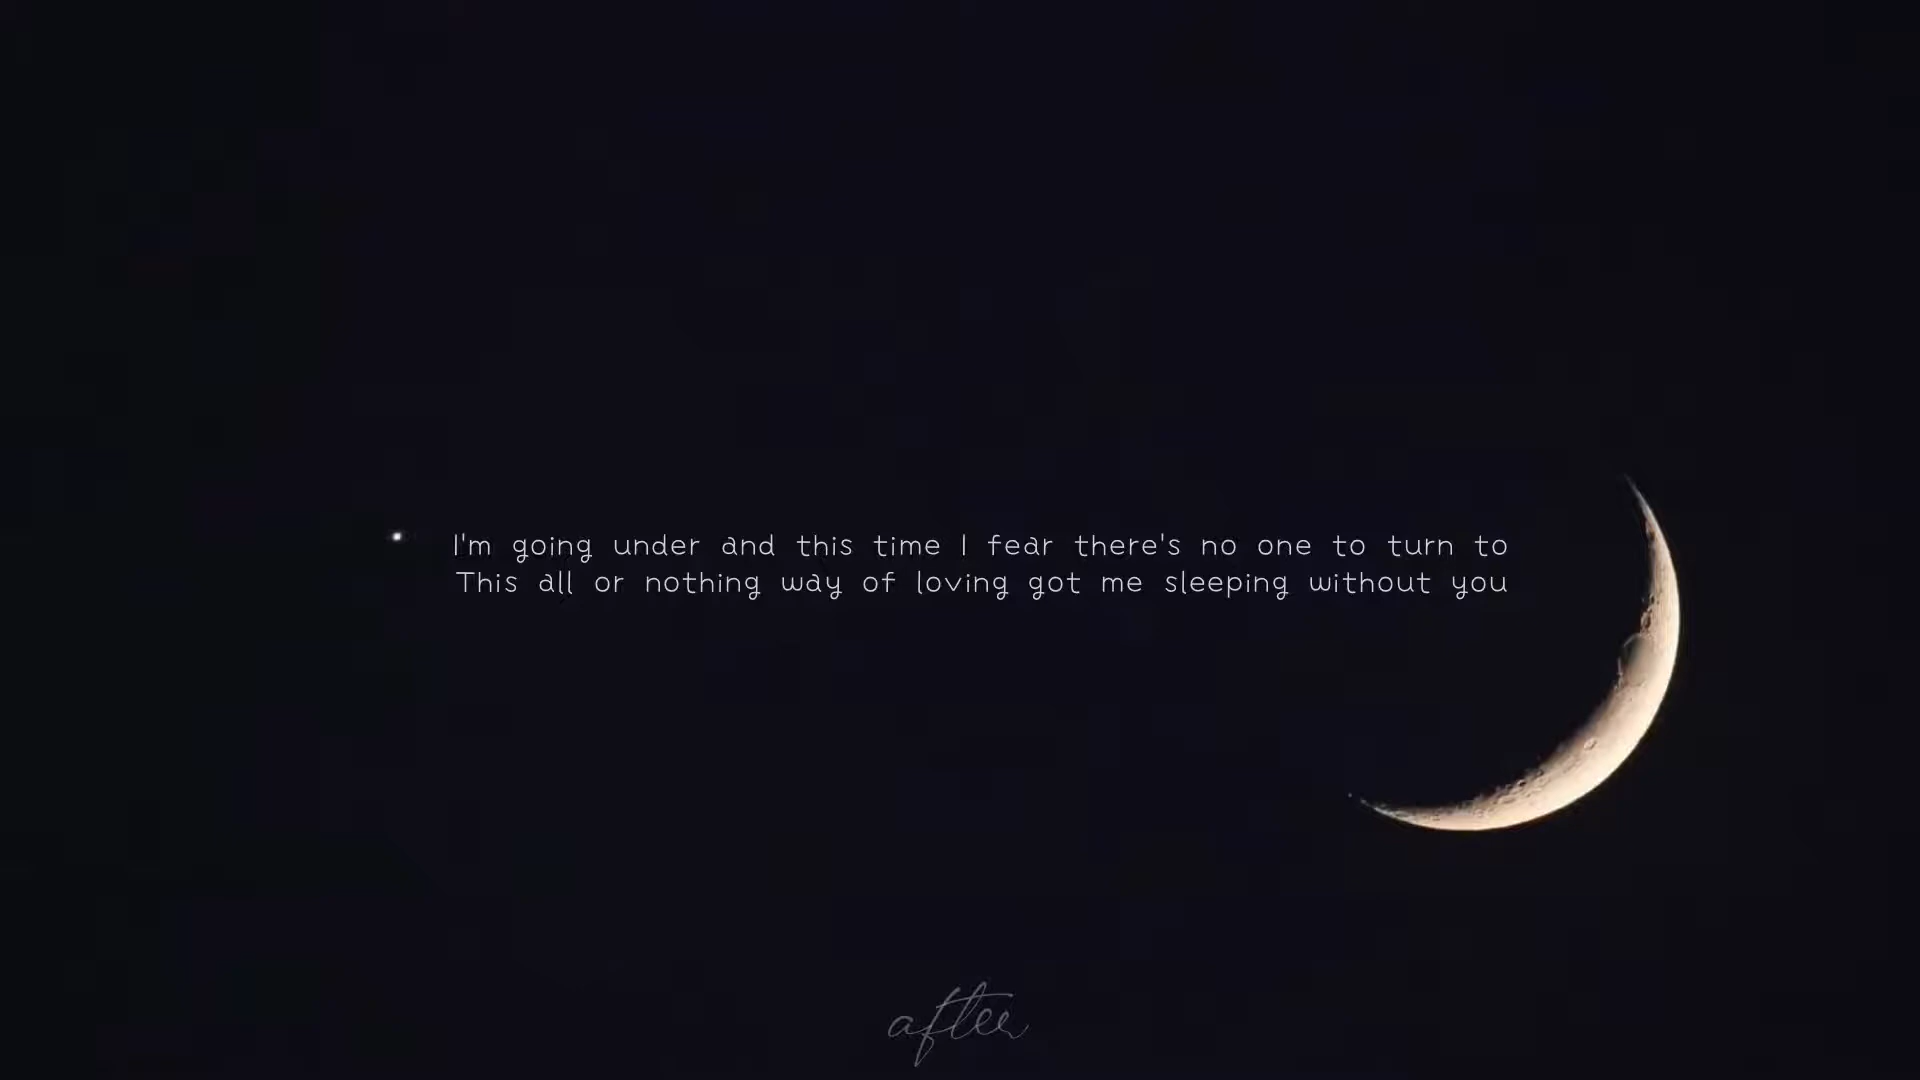 I'm going under and this time I fear there's no one to turn to
This all or nothing way of loving got me sleeping without you
after